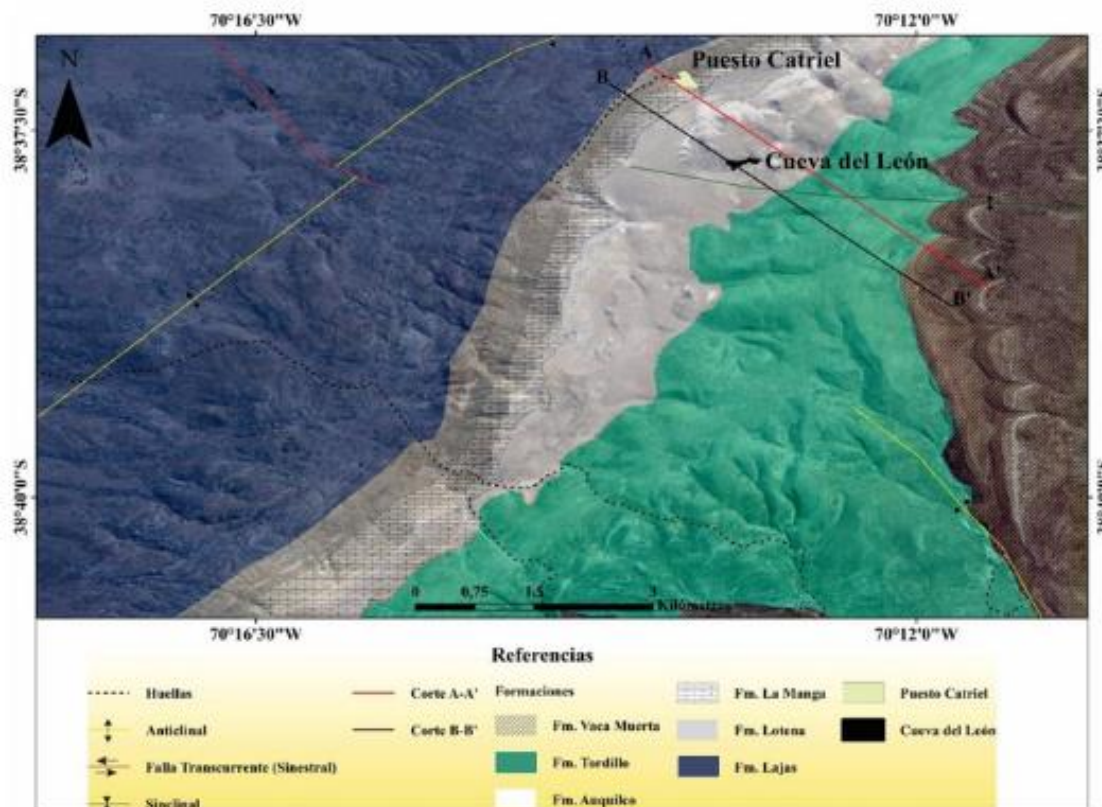 70°16'30"W 70°12'0"W
N
A
Puesto Catriel
B
38°37'30"S
Cueva del León
A'
B'
38°40'0"S
0 0,75 1,5 3
Kilómetros
70°16'30"W 70°12'0"W
Referencias
Huellas
Corte A-A'
Formaciones
Fm. La Manga
Puesto Catriel
Anticlinal
Corte B-B'
Fm. Vaca Muerta
Fm. Lotena
Cueva del León
Falla Transcurrente (Sinestral)
Fm. Tordillo
Fm. Lajas
Sinclinal
Fm. Auquilco